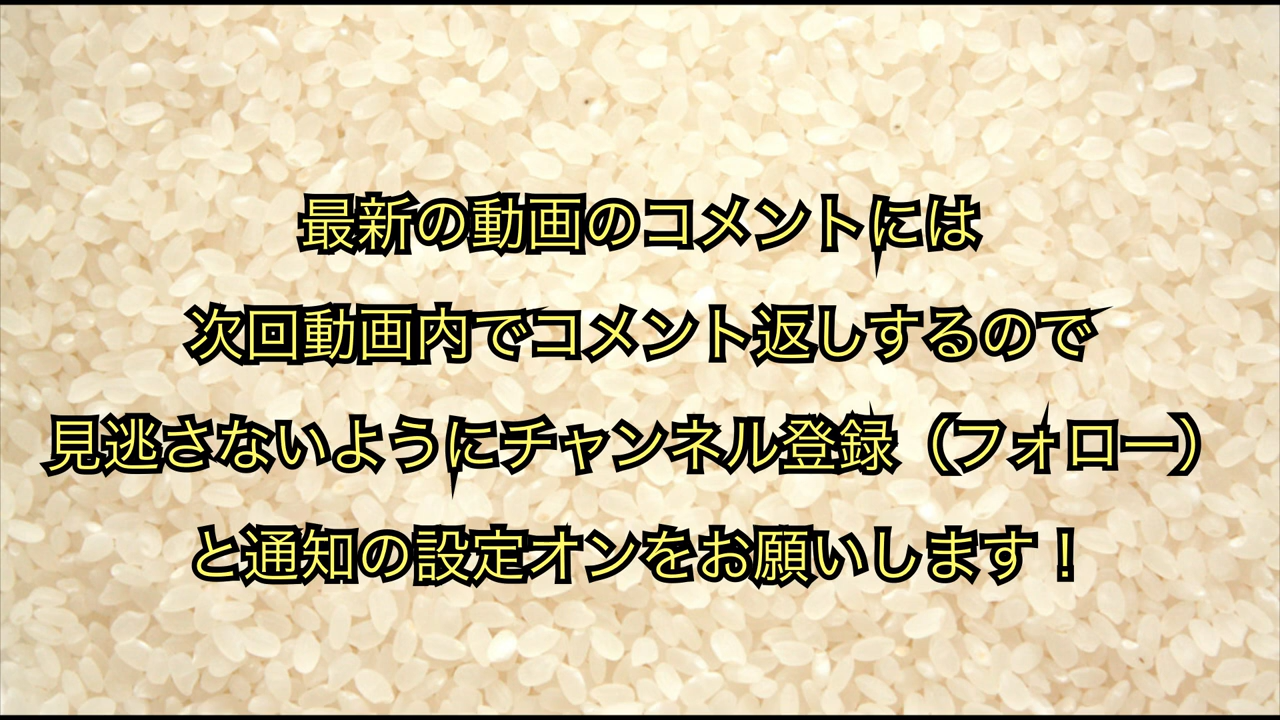 最新の動画のコメントには
次回動画内でコメント返しするので
見逃さないようにチャンネル登録（フォロー）
と通知の設定オンをお願いします！